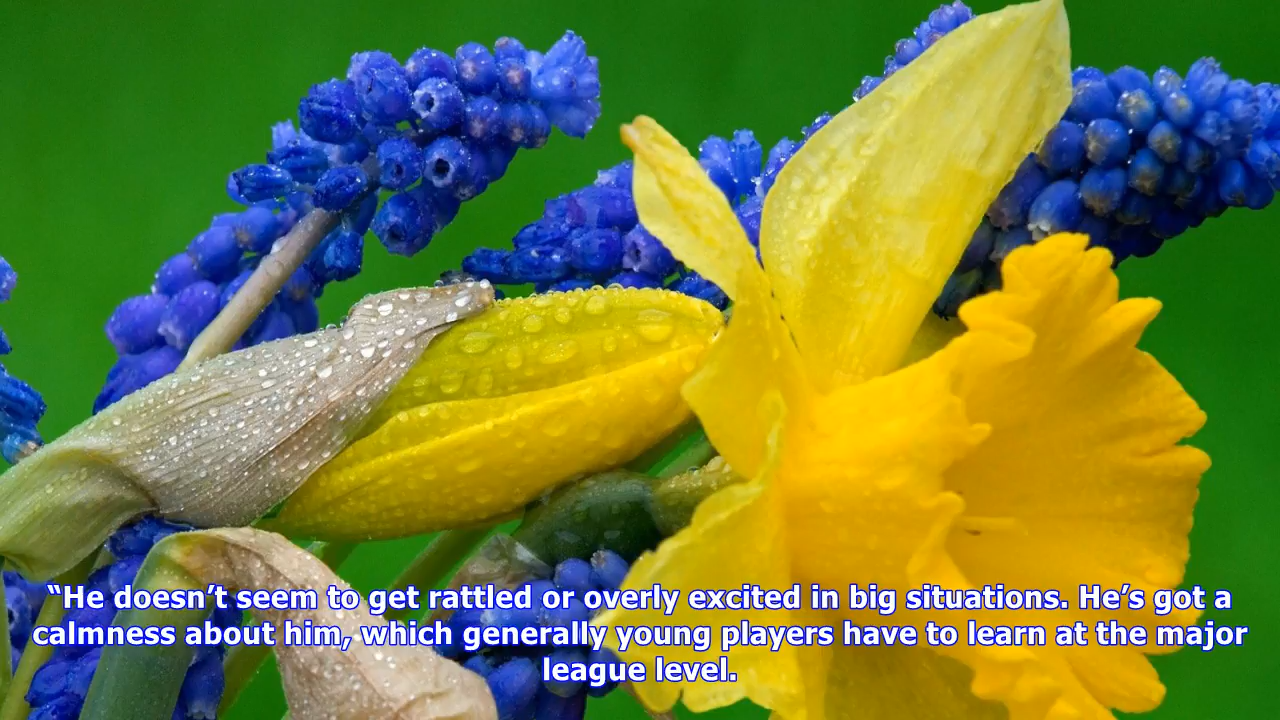 “He doesn’t seem to get rattled or overly excited in big situations. He’s got a
calmness about him, which generally young players have to learn at the major
league level.